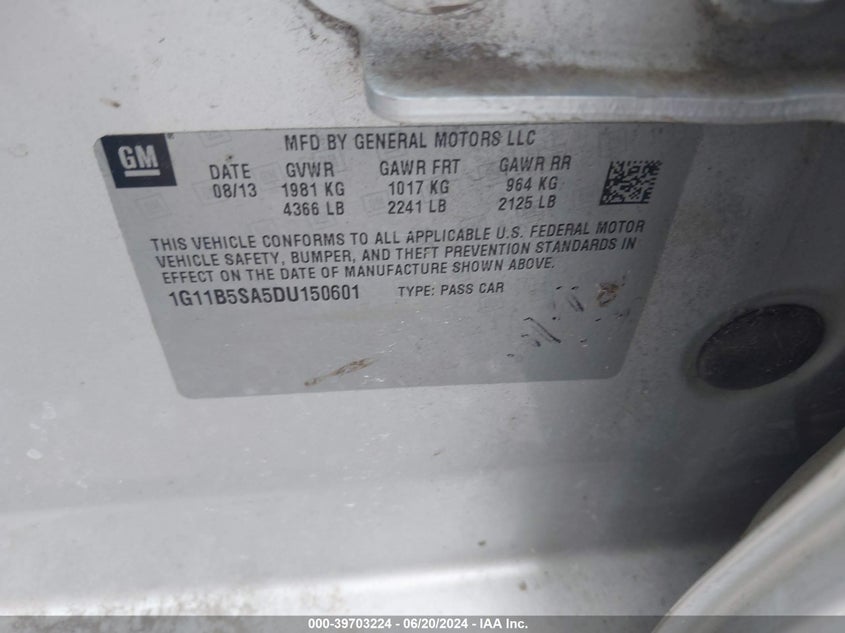 GM
MFD BY GENERAL MOTORS LLC
DATE GVWR GAWR FRT GAWR RR
08/13 1981 KG 1017 KG 964 KG
4366 LB 2241 LB 2125 LB
THIS VEHICLE CONFORMS TO ALL APPLICABLE U.S. FEDERAL MOTOR
VEHICLE SAFETY, BUMPER, AND THEFT PREVENTION STANDARDS IN
EFFECT ON THE DATE OF MANUFACTURE SHOWN ABOVE.
1G11B5SA5DU150601 TYPE: PASS CAR
000-39703224 - 06/20/2024 - IAA Inc.